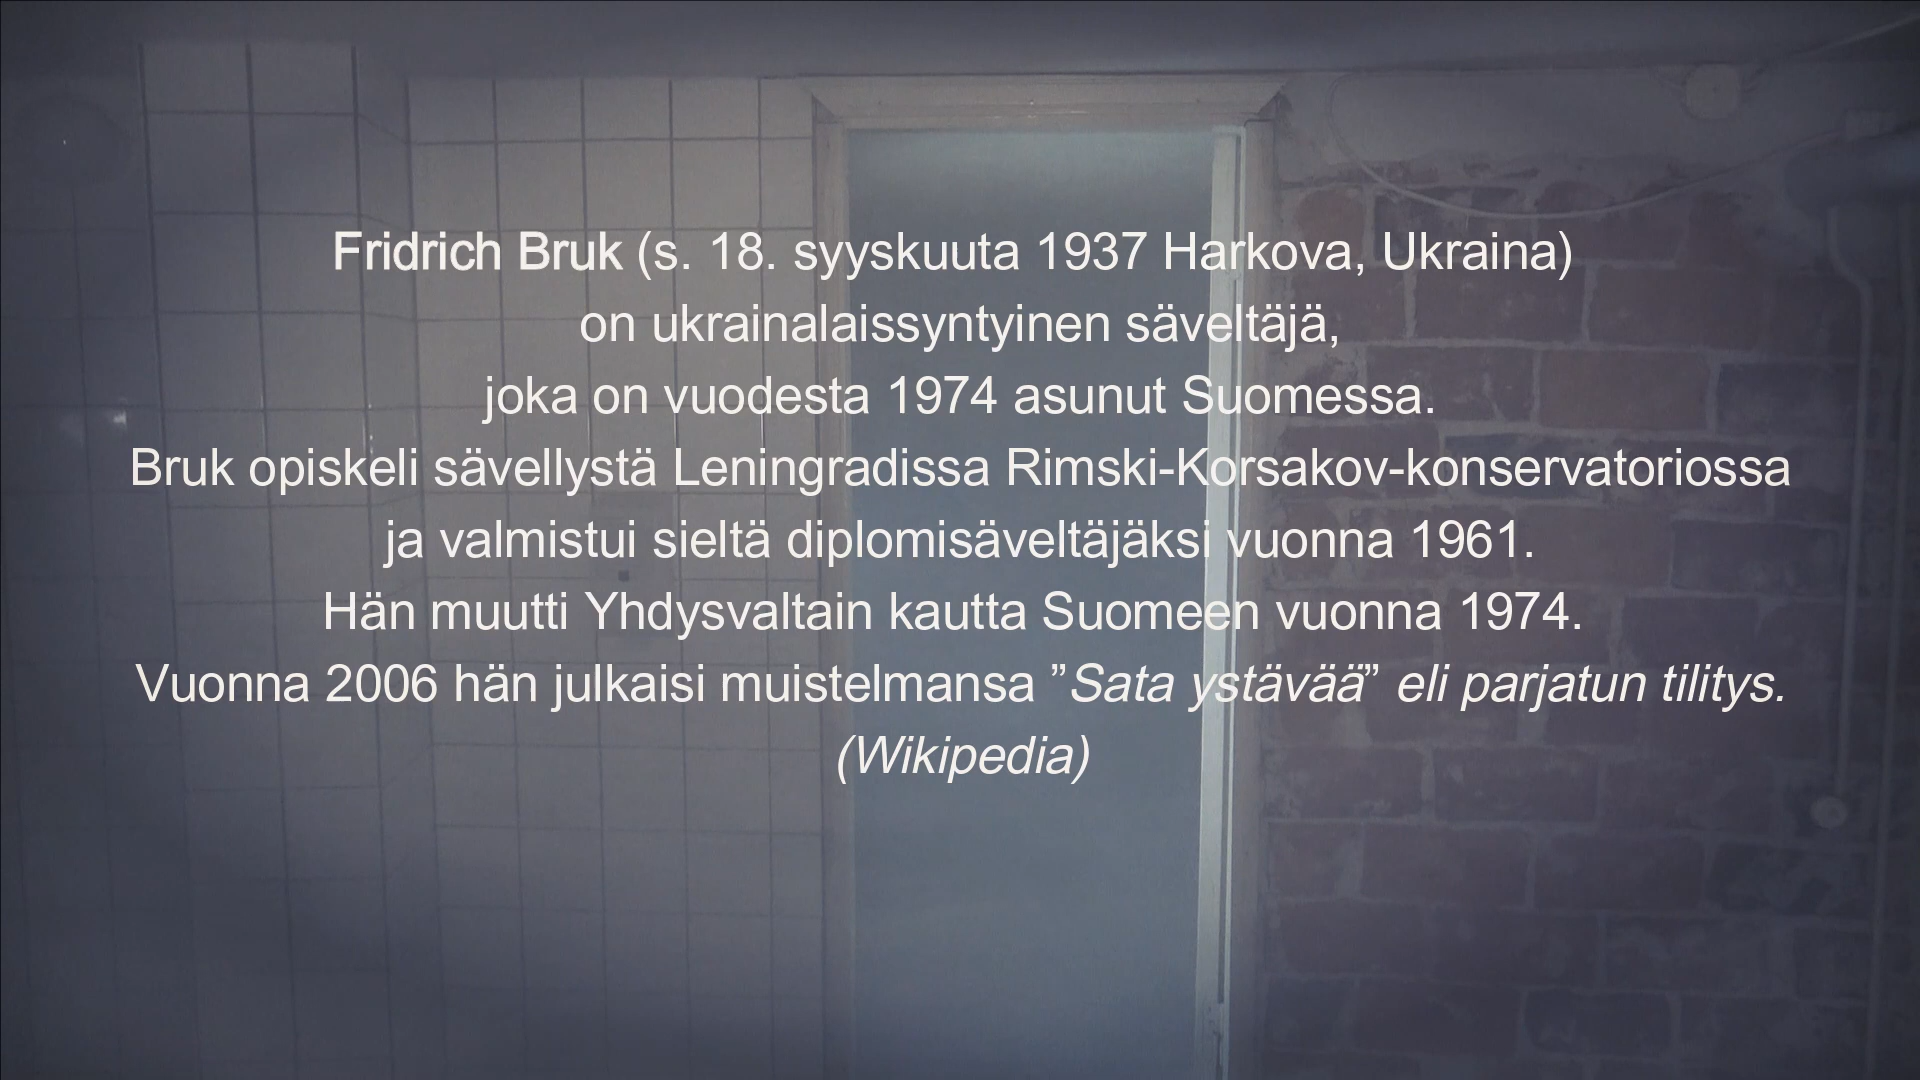 Fridrich Bruk (s. 18. syyskuuta 1937 Harkova, Ukraina)
on ukrainalaissyntyinen säveltäjä,
joka on vuodesta 1974 asunut Suomessa.
Bruk opiskeli sävellystä Leningradissa Rimski-Korsakov-konservatoriossa
ja valmistui sieltä diplomisäveltäjäksi vuonna 1961.
Hän muutti Yhdysvaltain kautta Suomeen vuonna 1974.
Vuonna 2006 hän julkaisi muistelmansa ”Sata ystävää” eli parjatun tilitys.
(Wikipedia)